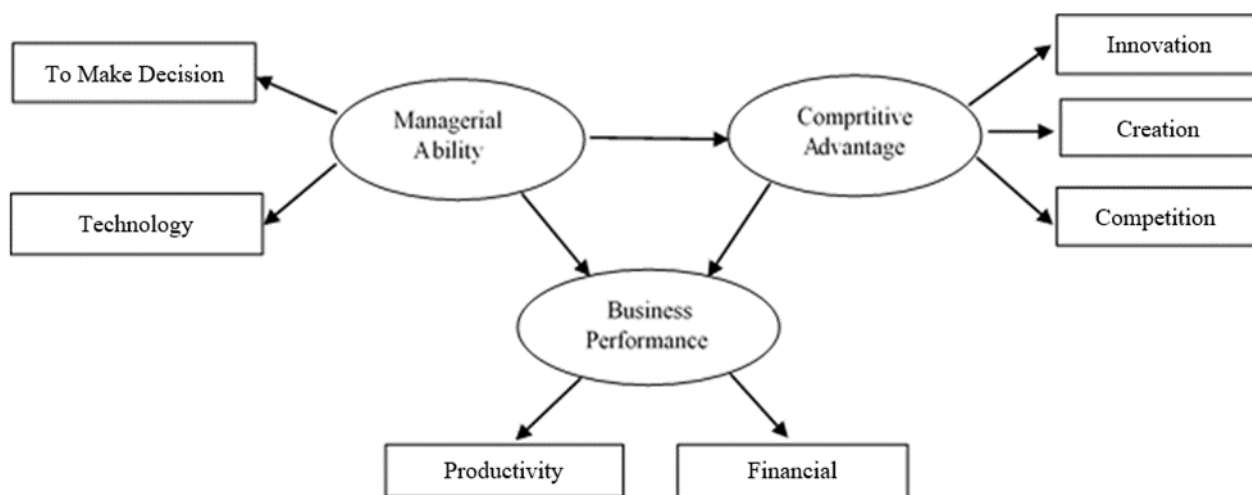 To Make Decision
Technology
Managerial
Ability
Comprtitive
Advantage
Innovation
Creation
Competition
Business
Performance
Productivity
Financial